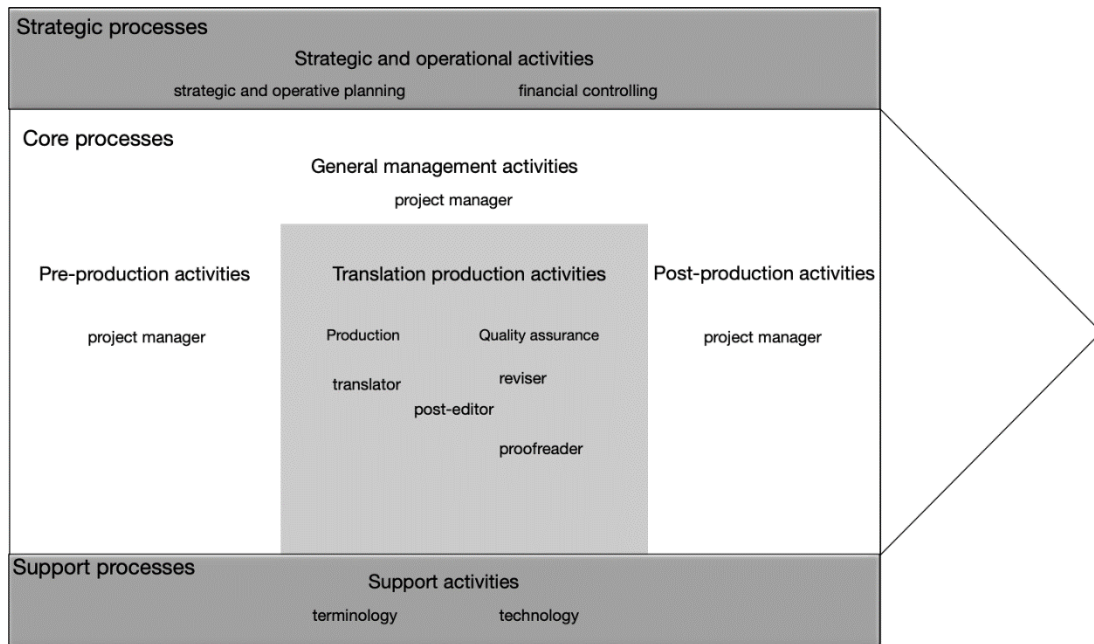 Strategic processes
Strategic and operational activities
strategic and operative planning
financial controlling
Core processes
General management activities
project manager
Pre-production activities
Translation production activities
Post-production activities
project manager
Production
Quality assurance
project manager
translator
reviser
post-editor
proofreader
Support processes
Support activities
terminology
technology